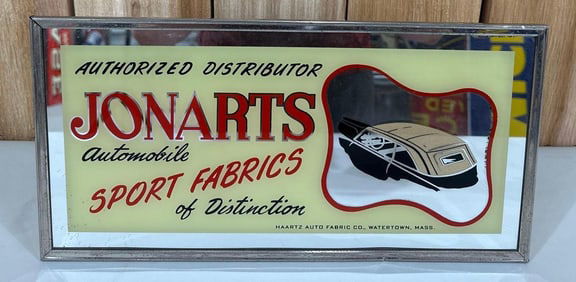 AUTHORIZED DISTRIBUTOR
JONARTS
Automobile
SPORT FABRICS
of Distinction
HAARTZ AUTO FABRIC CO., WATERTOWN, MASS.